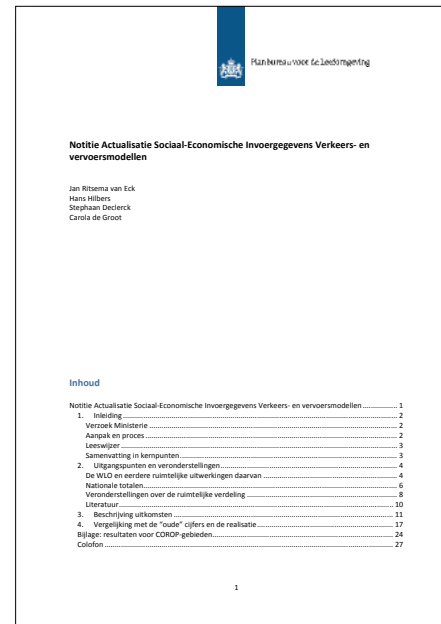 Planbureau voor de Leefomgeving
Notitie Actualisatie Sociaal-Economische Invoergegevens Verkeers- en
vervoersmodellen
Jan Ritsema van Eck
Hans Hilbers
Stephaan Declerck
Carola de Groot
Inhoud
Notitie Actualisatie Sociaal-Economische Invoergegevens Verkeers- en vervoersmodellen ................ 1
1. Inleiding ................ 2
Verzoek Ministerie ................ 2
Aanpak en proces ................ 2
Leeswijzer ................ 3
Samenvatting in kernpunten ................ 3
2. Uitgangspunten en veronderstellingen ................ 4
De WLO en eerdere ruimtelijke uitwerkingen daarvan ................ 4
Nationale totalen ................ 6
Veronderstellingen over de ruimtelijke verdeling ................ 8
Literatuur ................ 10
3. Beschrijving uitkomsten ................ 11
4. Vergelijking met de "oude" cijfers en de realisatie ................ 17
Bijlage: resultaten voor COROP-gebieden ................ 24
Colofon ................ 27
1